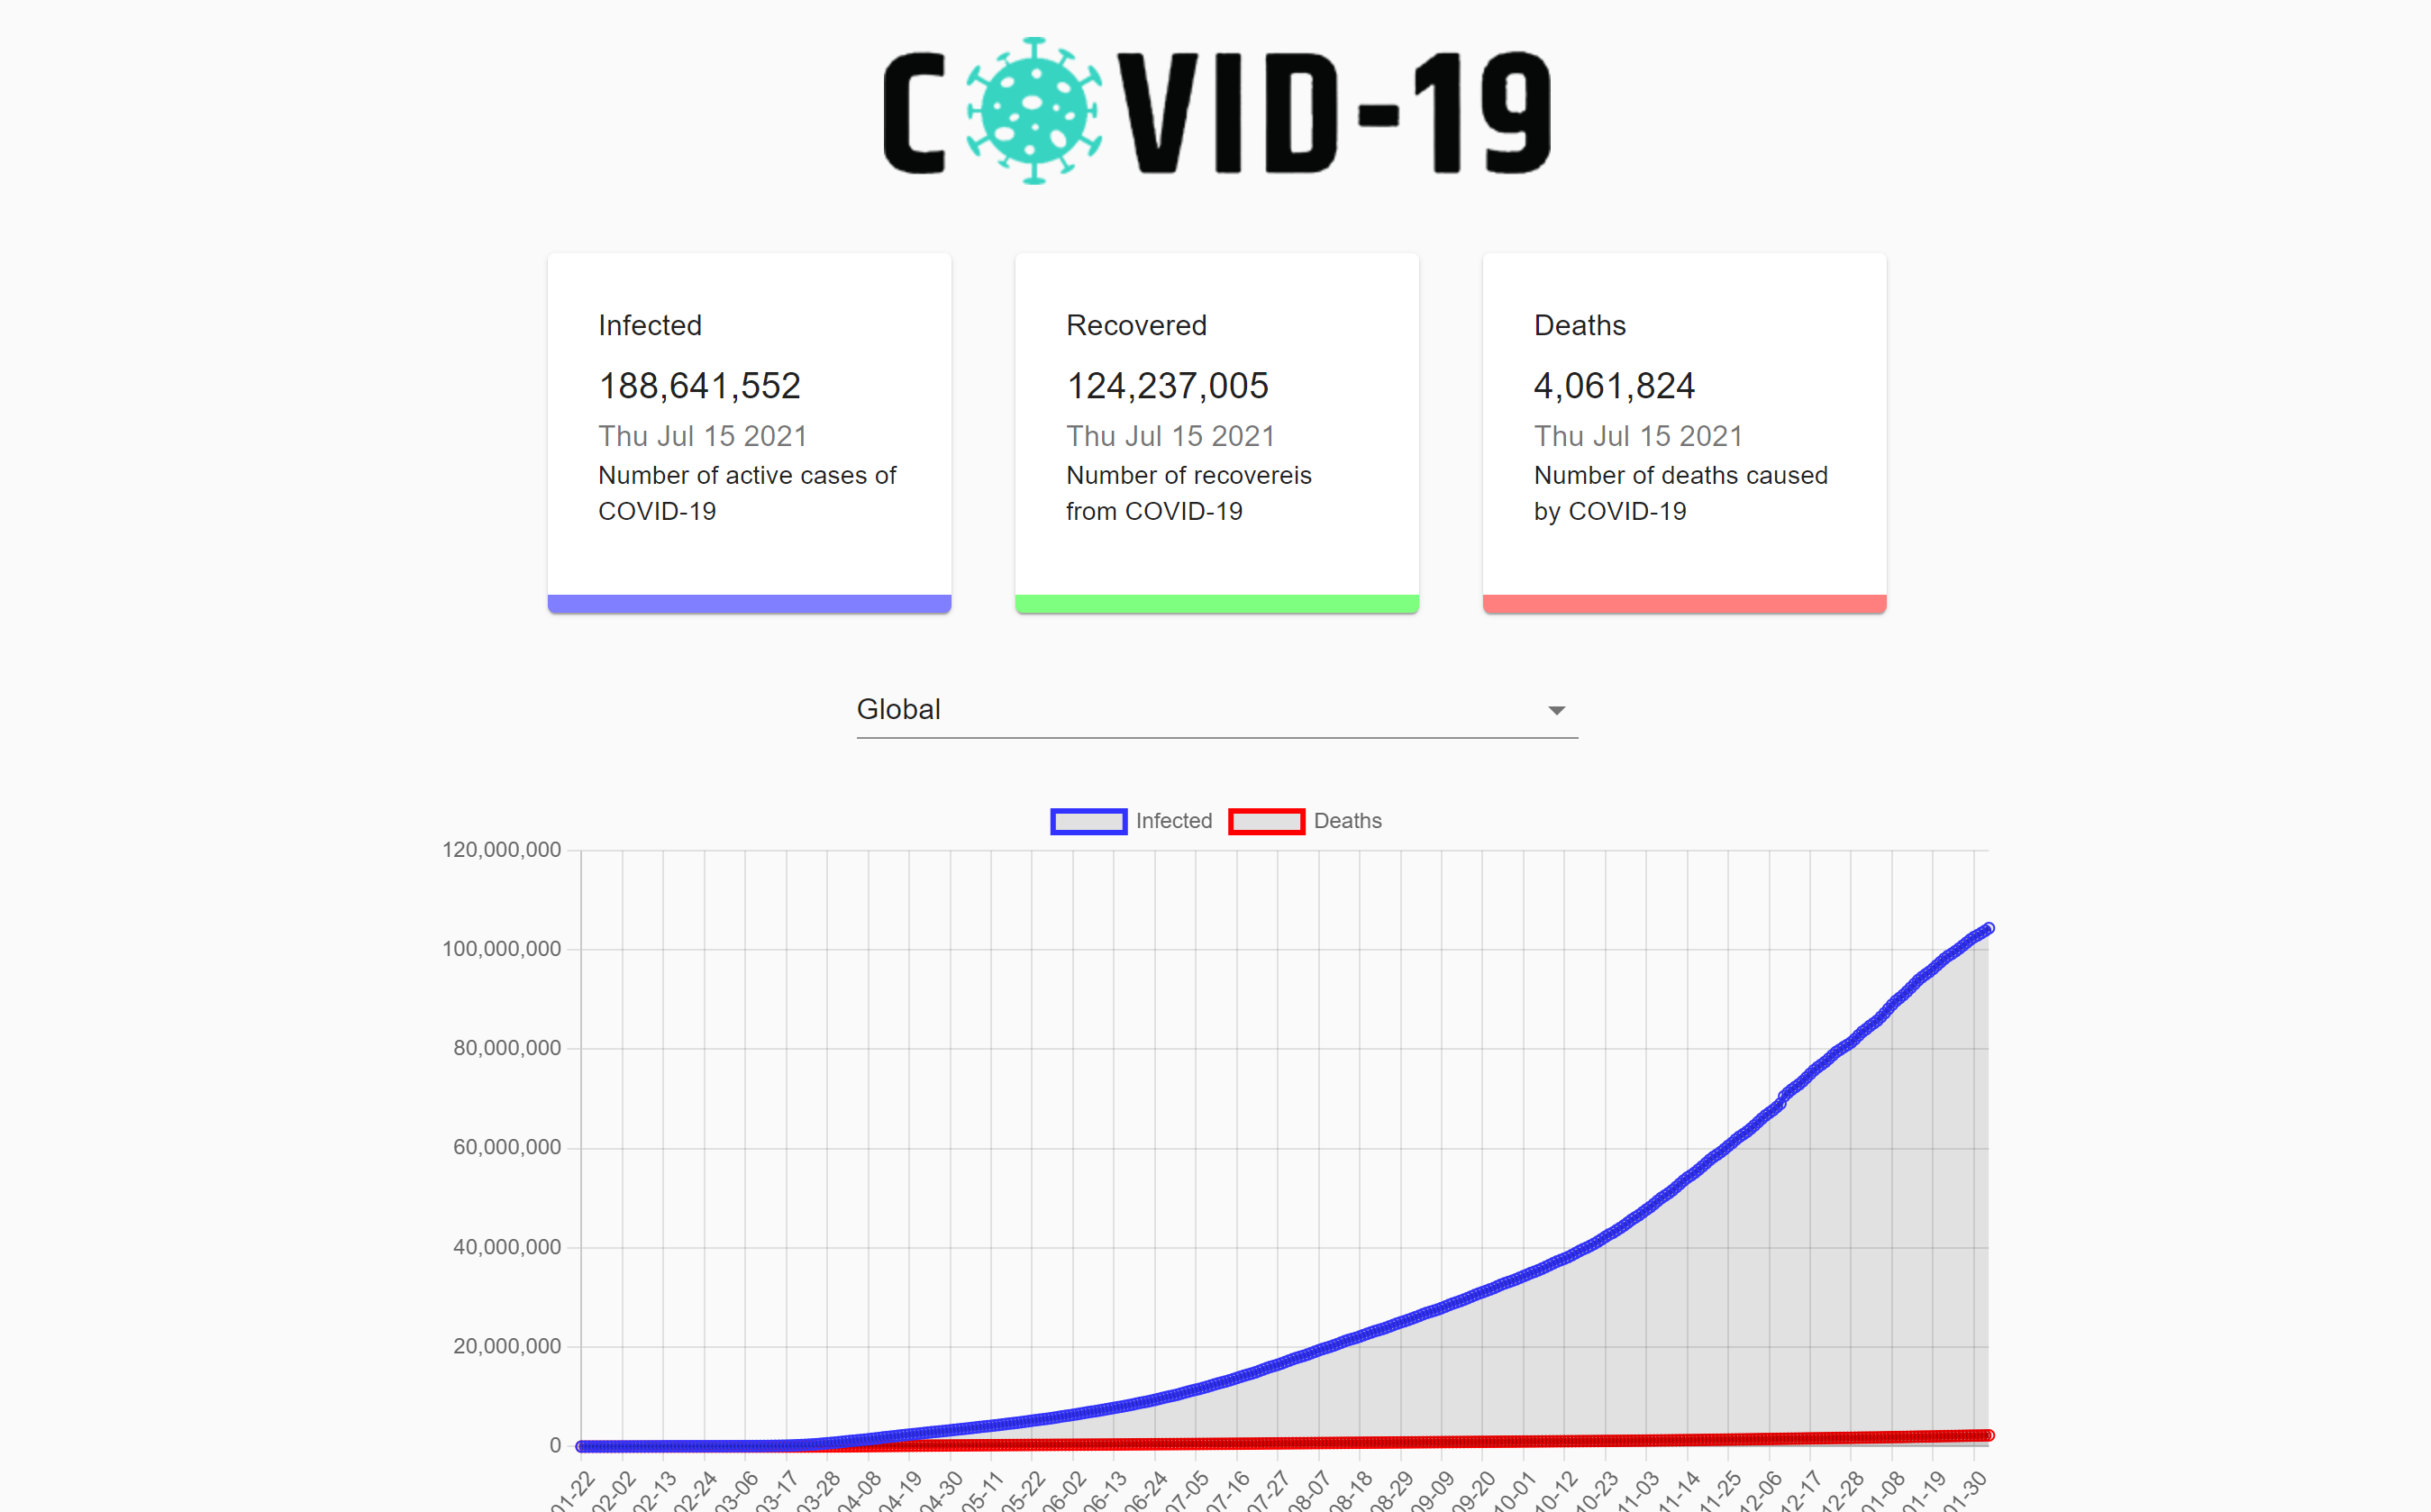 COVID-19
Infected
188,641,552
Thu Jul 15 2021
Number of active cases of
COVID-19
Recovered
124,237,005
Thu Jul 15 2021
Number of recovereis
from COVID-19
Deaths
4,061,824
Thu Jul 15 2021
Number of deaths caused
by COVID-19
Global
Infected Deaths
120,000,000
100,000,000
80,000,000
60,000,000
40,000,000
20,000,000
0
01-22 02-02 02-13 02-24 03-06 03-17 03-28 04-08 04-19 04-30 05-11 05-22 06-02 06-13 06-24 07-05 07-16 07-27 08-07 08-18 08-29 09-09 09-20 10-01 10-12 10-23 11-03 11-14 11-25 12-06 12-17 12-28 01-08 01-19 01-30